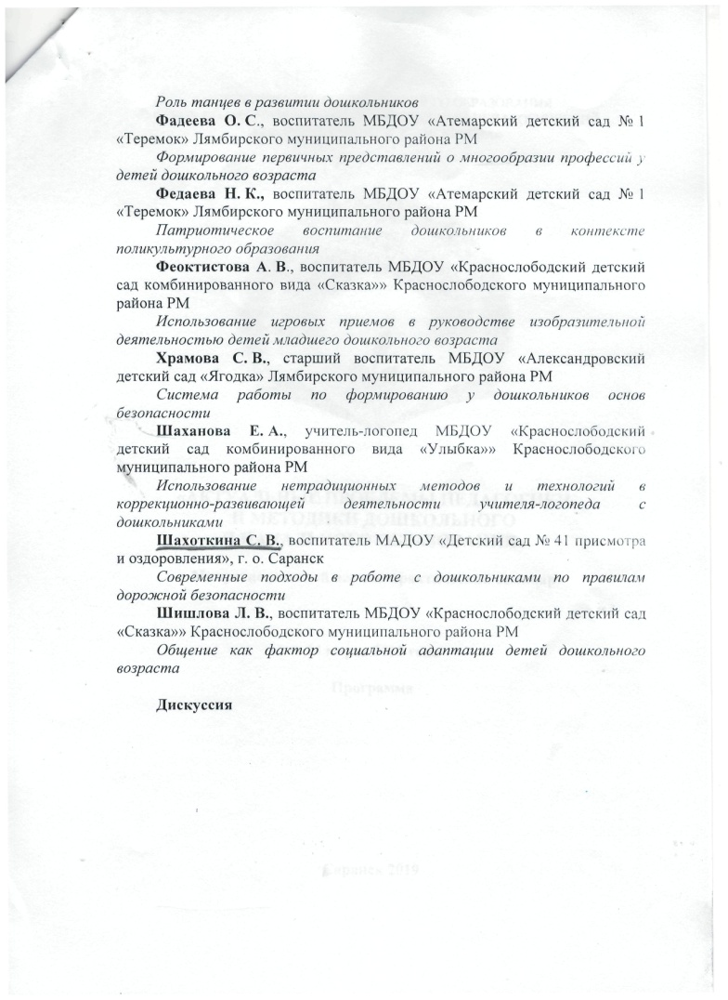 Роль танцев в развитии дошкольников
Фадеева О. С., воспитатель МБДОУ «Атемарский детский сад № 1
«Теремок» Лямбирского муниципального района РМ
Формирование первичных представлений о многообразии профессий у
детей дошкольного возраста
Федаева Н. К., воспитатель МБДОУ «Атемарский детский сад № 1
«Теремок» Лямбирского муниципального района РМ
Патриотическое воспитание дошкольников в контексте
поликультурного образования
Феоктистова А. В., воспитатель МБДОУ «Краснослободский детский
сад комбинированного вида «Сказка»» Краснослободского муниципального
района РМ
Использование игровых приемов в руководстве изобразительной
деятельностью детей младшего дошкольного возраста
Храмова С. В., старший воспитатель МБДОУ «Александровский
детский сад «Ягодка» Лямбирского муниципального района РМ
Система работы по формированию у дошкольников основ
безопасности
Шаханова Е. А., учитель-логопед МБДОУ «Краснослободский
детский сад комбинированного вида «Улыбка»» Краснослободского
муниципального района РМ
Использование нетрадиционных методов и технологий в
коррекционно-развивающей деятельности учителя-логопеда с
дошкольниками
Шахоткина С. В., воспитатель МАДОУ «Детский сад № 41 присмотра
и оздоровления», г. о. Саранск
Современные подходы в работе с дошкольниками по правилам
дорожной безопасности
Шишлова Л. В., воспитатель МБДОУ «Краснослободский детский сад
«Сказка»» Краснослободского муниципального района РМ
Общение как фактор социальной адаптации детей дошкольного
возраста
Дискуссия
Программа
Саранск 2019